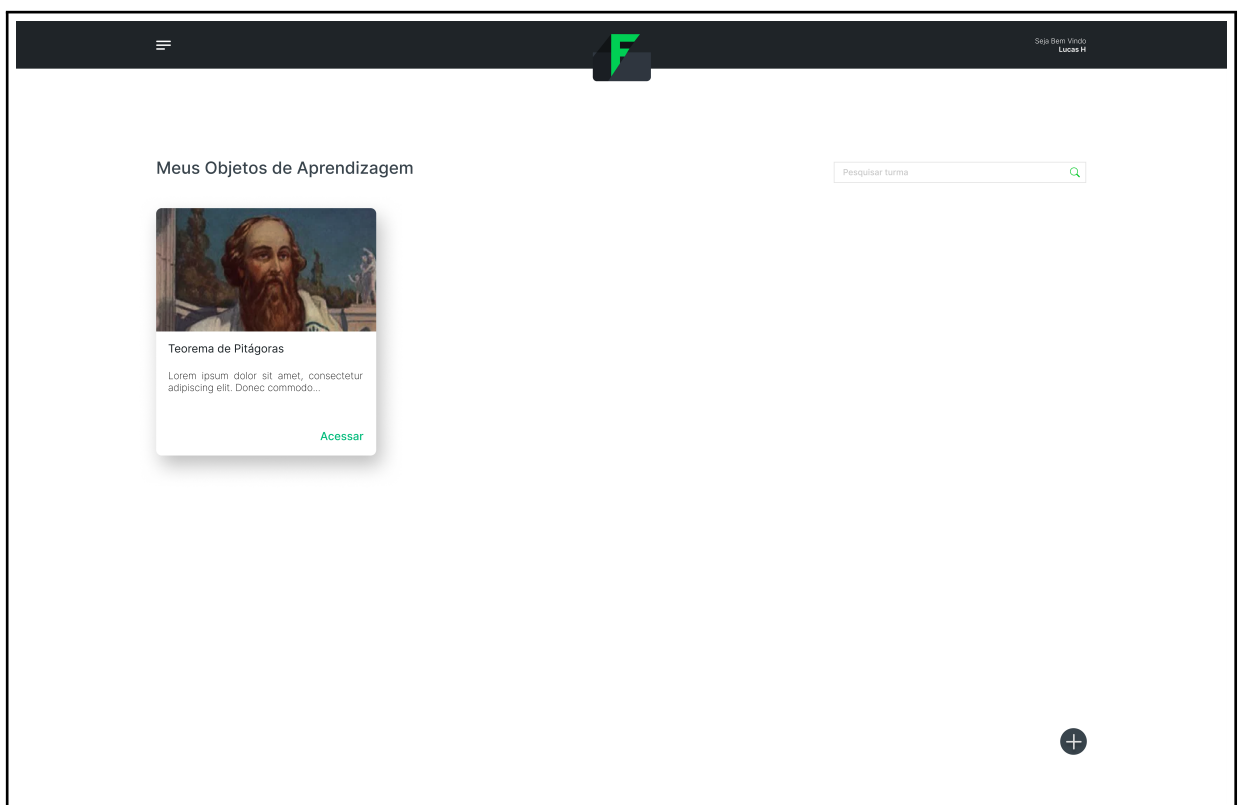 Seja Bem Vindo
Lucas H
Meus Objetos de Aprendizagem
Pesquisar turma
Teorema de Pitágoras
Lorem ipsum dolor sit amet, consectetur
adipiscing elit. Donec commodo...
Acessar